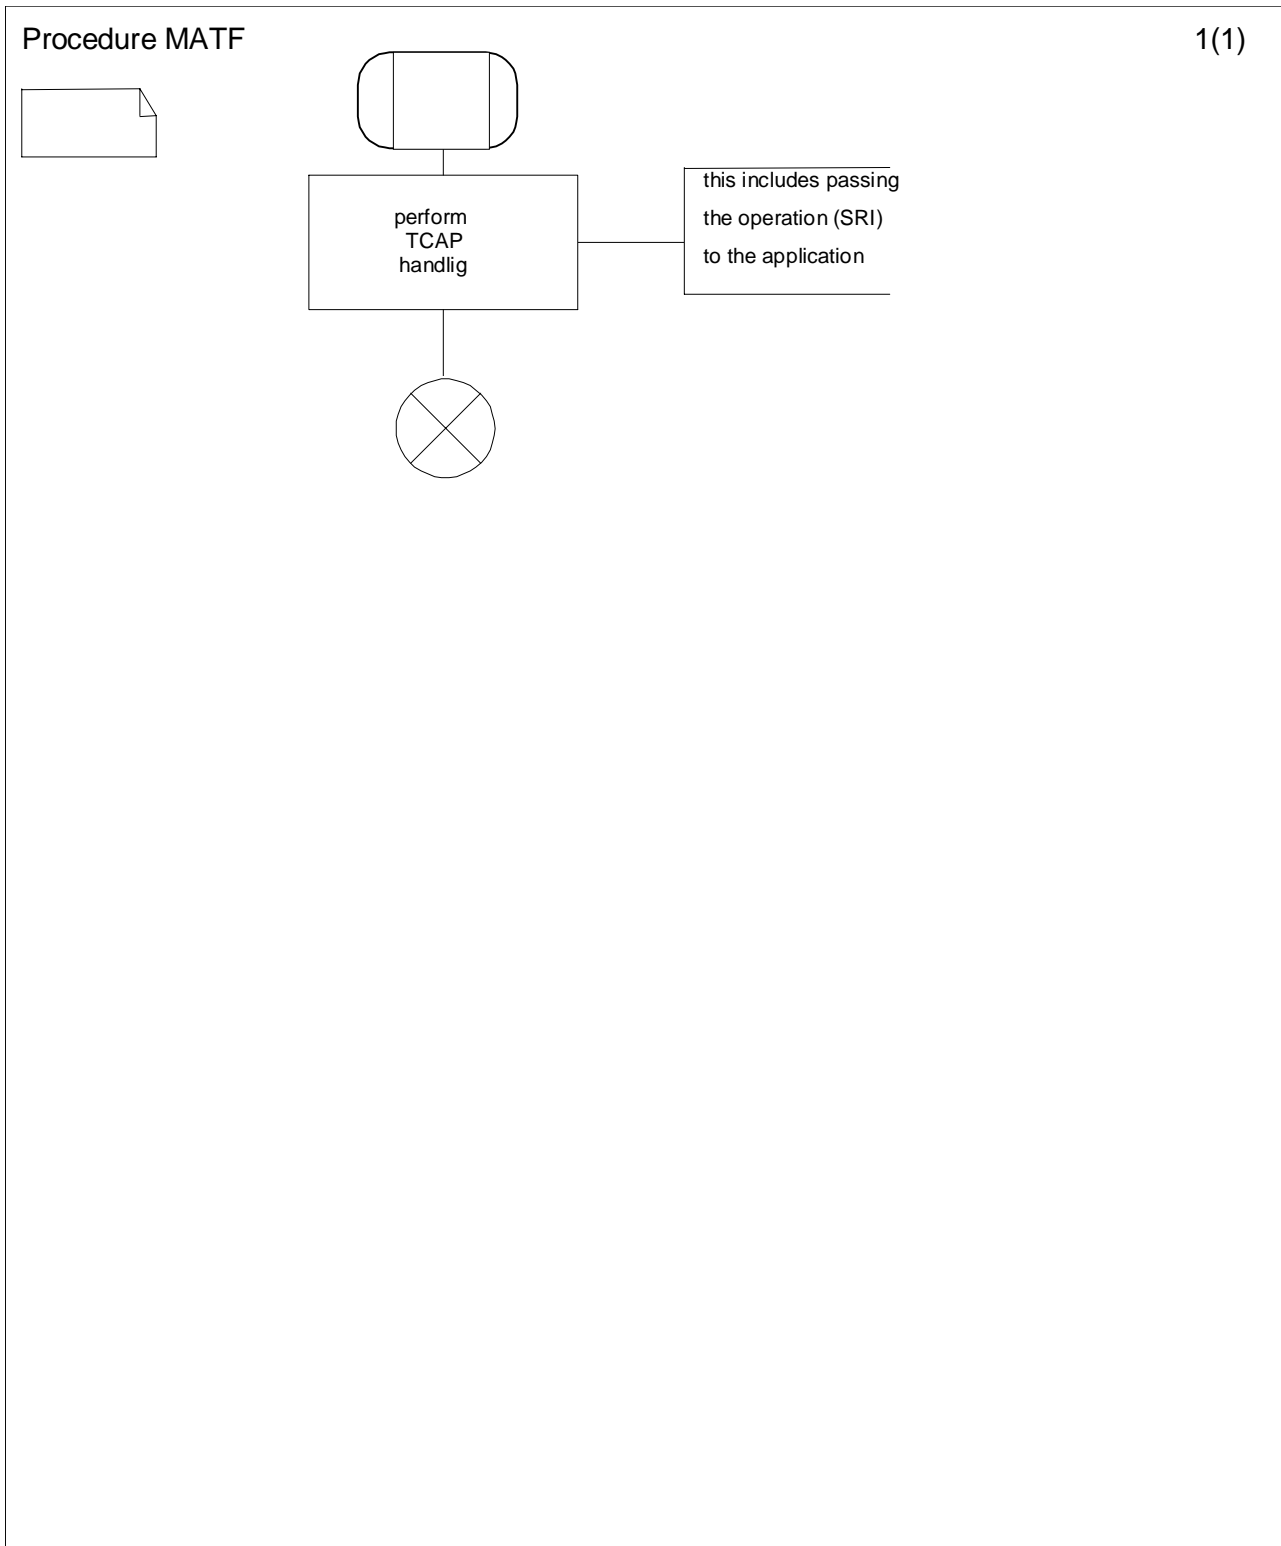 Procedure MATF
1(1)
perform
TCAP
handlig
this includes passing
the operation (SRI)
to the application